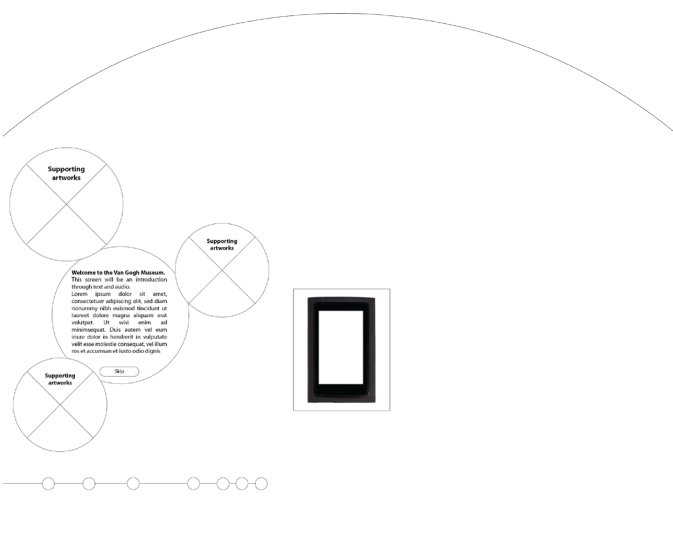 Supporting
artworks
Supporting
artworks
Welcome to the Van Gogh Museum.
This screen will be an introduction
through text and audio.
Lorem ipsum dolor sit amet,
consectetuer adipiscing elit, sed diam
nonummy nibh euismod tincidunt ut
laoreet dolore magna aliquam erat
volutpat. Ut wisi enim ad
minimsequat. Duis autem vel eum
iriure dolor in hendrerit in vulputate
velit esse molestie consequat, vel illum
ros et accumsan et iusto odio dignis
Skip
Supporting
artworks